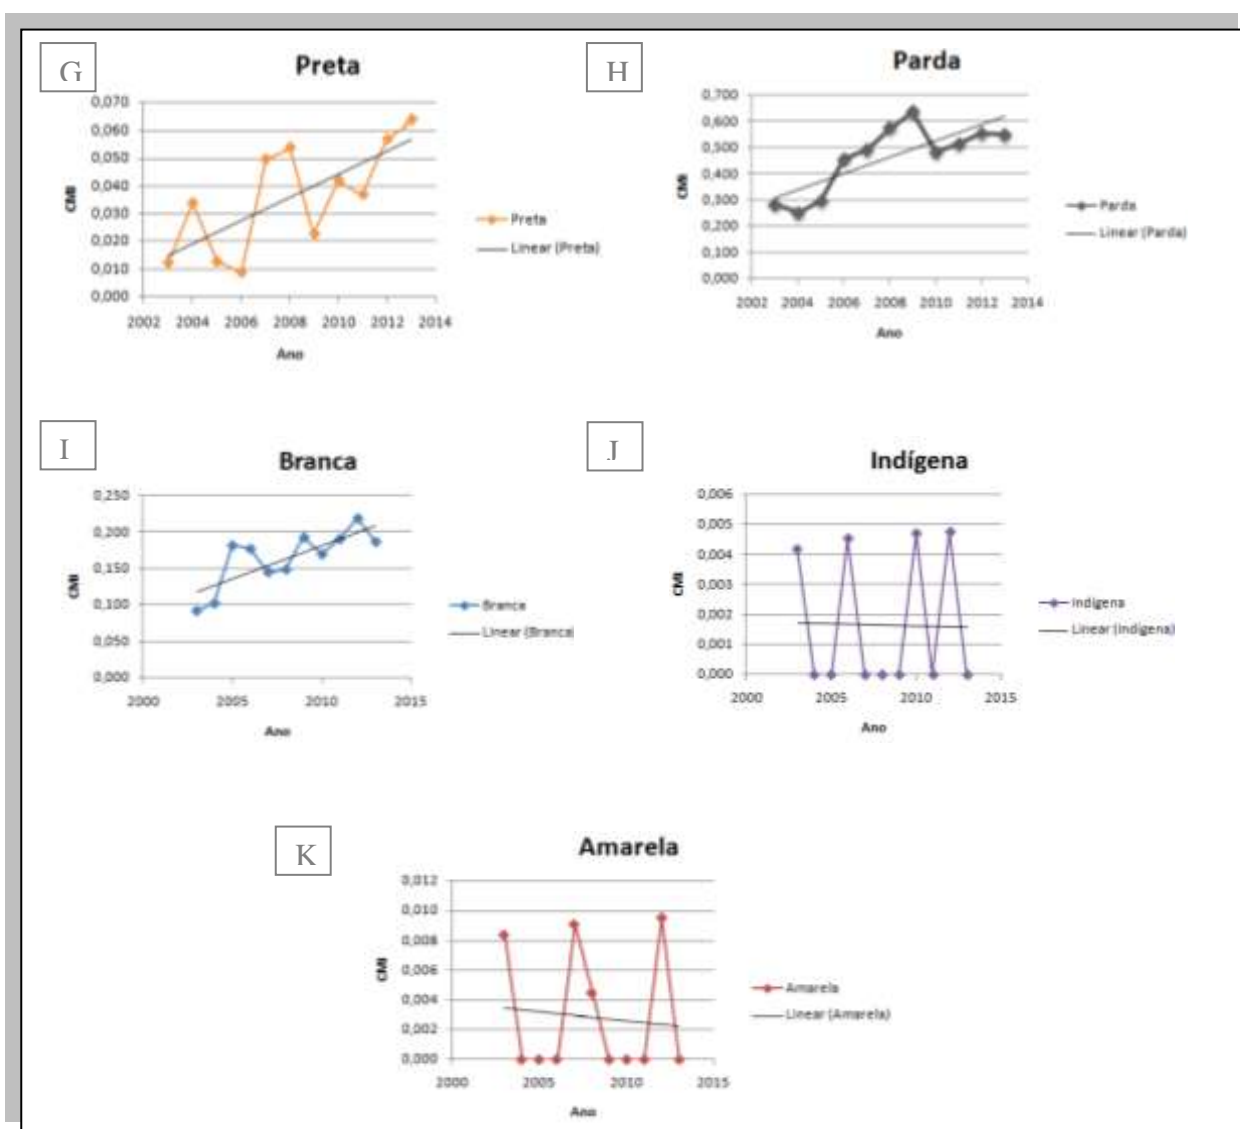 G
Preta
0,070
0,060
0,050
0,040
0,030
0,020
0,010
0,000
CMI
2002 2004 2006 2008 2010 2012 2014
Ano
Preta
Linear (Preta)
H
Parda
0,700
0,600
0,500
0,400
0,300
0,200
0,100
0,000
CMI
2002 2004 2006 2008 2010 2012 2014
Ano
Parda
Linear (Parda)
I
Branca
0,250
0,200
0,150
0,100
0,050
0,000
CMI
2000 2005 2010 2015
Ano
Branca
Linear (Branca)
J
Indígena
0,006
0,005
0,004
0,003
0,002
0,001
0,000
CMI
2000 2005 2010 2015
Ano
Indígena
Linear (Indígena)
K
Amarela
0,012
0,010
0,008
0,006
0,004
0,002
0,000
CMI
2000 2005 2010 2015
Ano
Amarela
Linear (Amarela)